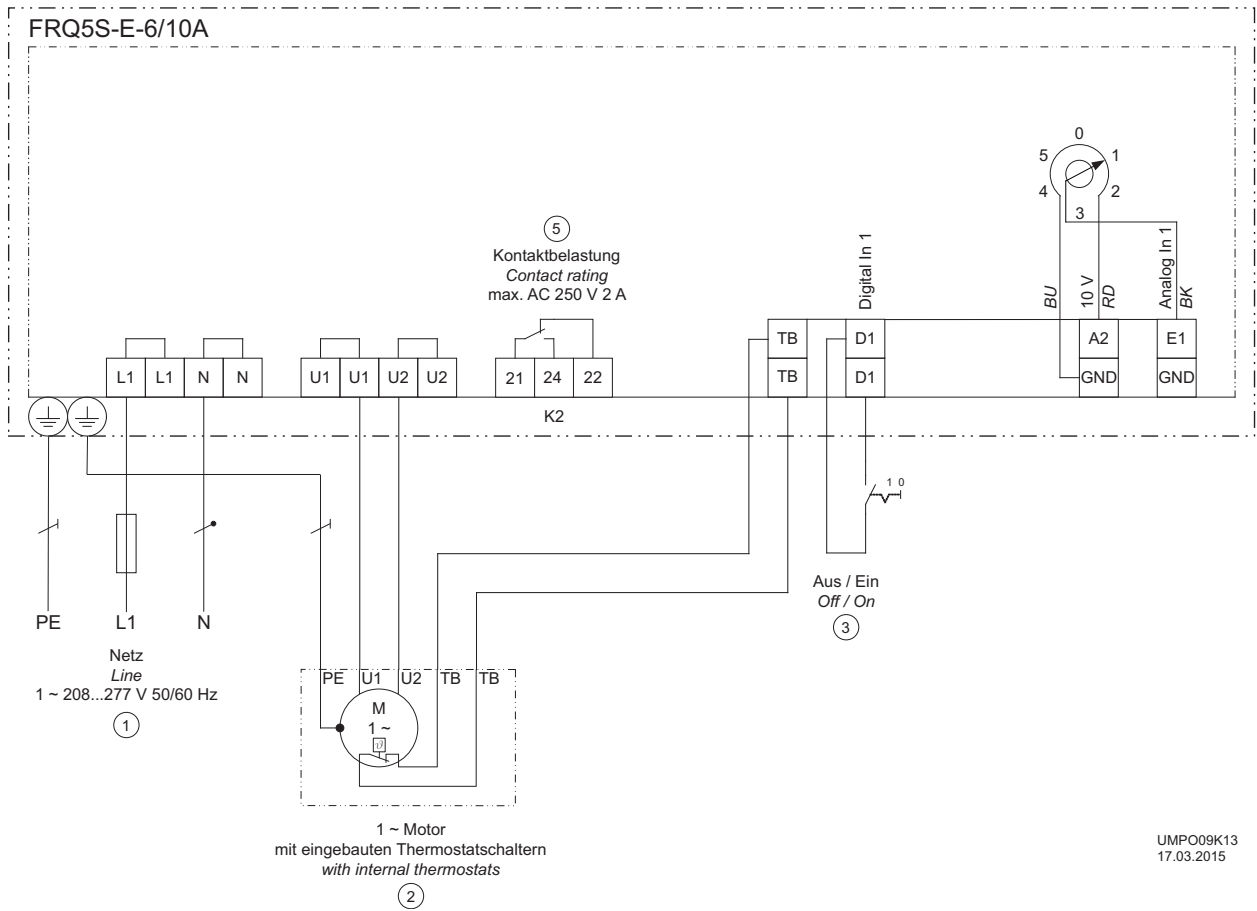 FRQ5S-E-6/10A
0
5 1
4 2
3
5
Kontaktbelastung
Contact rating
max. AC 250 V 2 A
Digital In 1
BU
10 V
RD
Analog In 1
BK
L1 L1 N N
U1 U1 U2 U2
21 24 22
K2
TB D1 A2 E1
TB D1 GND GND
1 0
PE L1 N
Netz
Line
1 ~ 208...277 V 50/60 Hz
1
Aus / Ein
Off / On
3
PE U1 U2 TB TB
M
1 ~
ϑ
1 ~ Motor
mit eingebauten Thermostatschaltern
with internal thermostats
2
UMPO09K13
17.03.2015